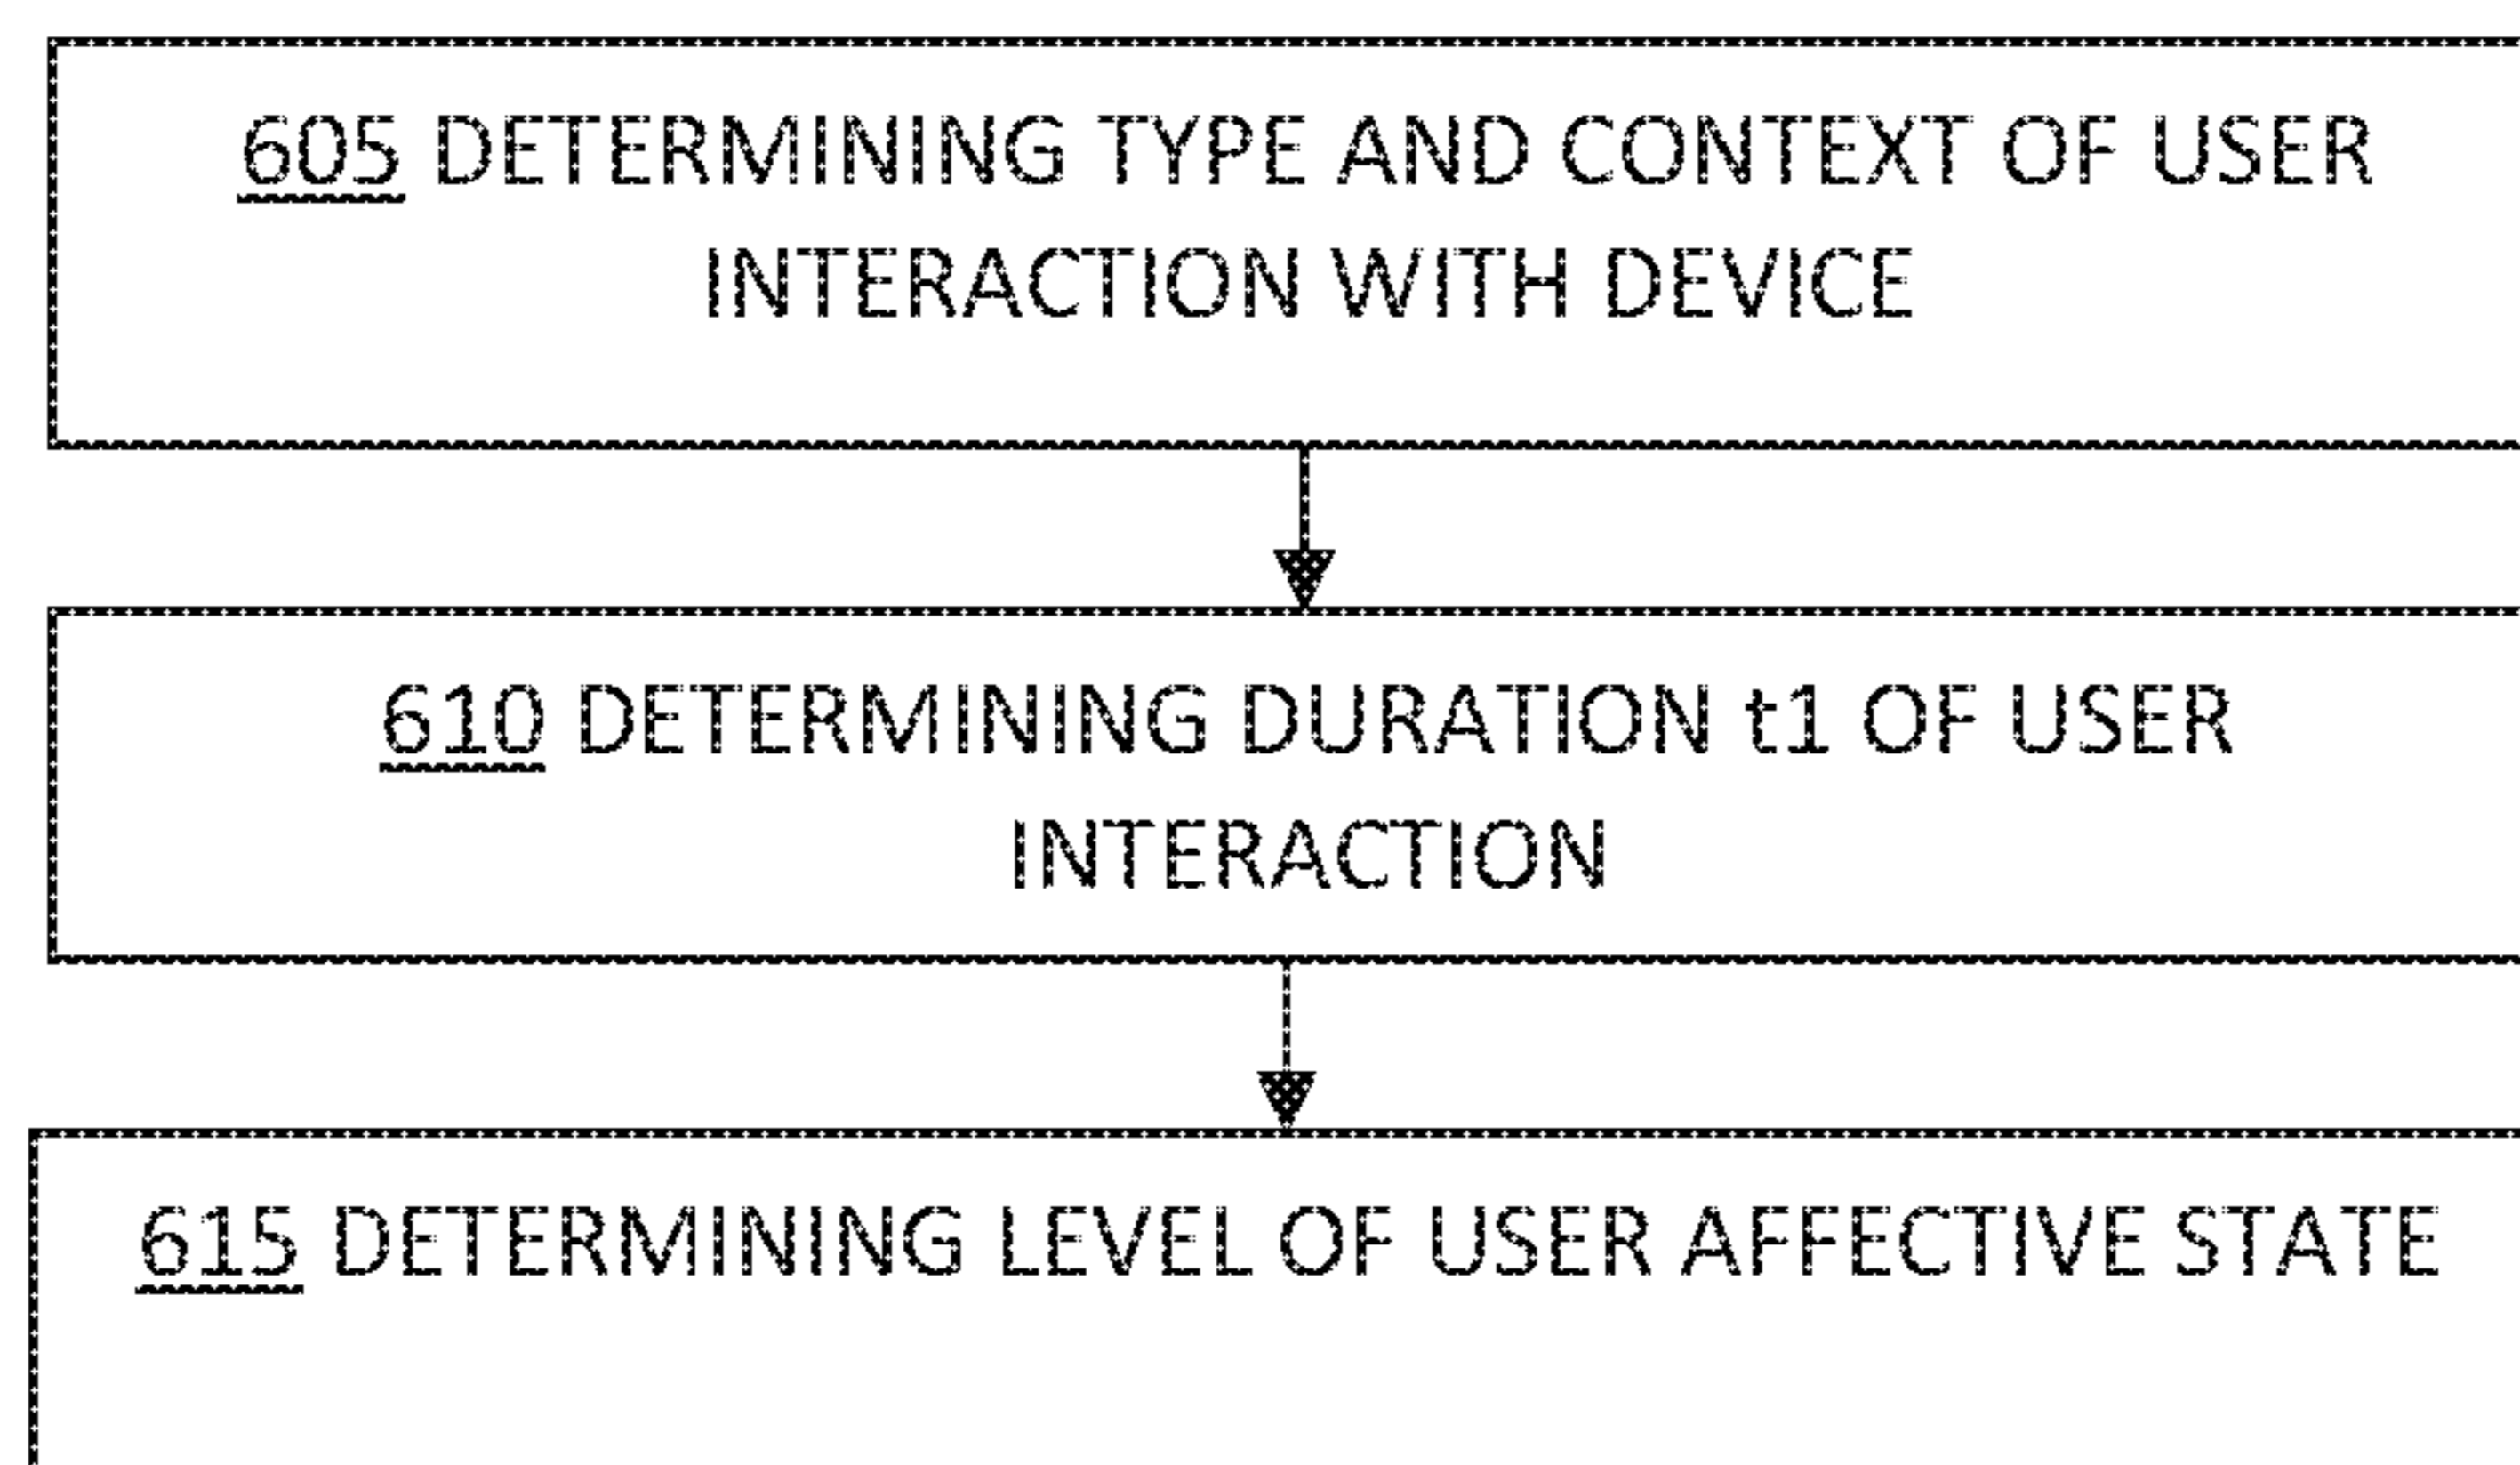 605 DETERMINING TYPE AND CONTEXT OF USER
INTERACTION WITH DEVICE
610 DETERMINING DURATION t1 OF USER
INTERACTION
615 DETERMINING LEVEL OF USER AFFECTIVE STATE